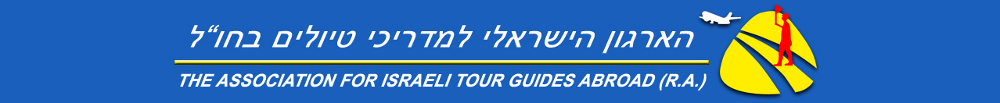 הארגון הישראלי למדריכי טיולים בחו"ל
THE ASSOCIATION FOR ISRAELI TOUR GUIDES ABROAD (R.A.)